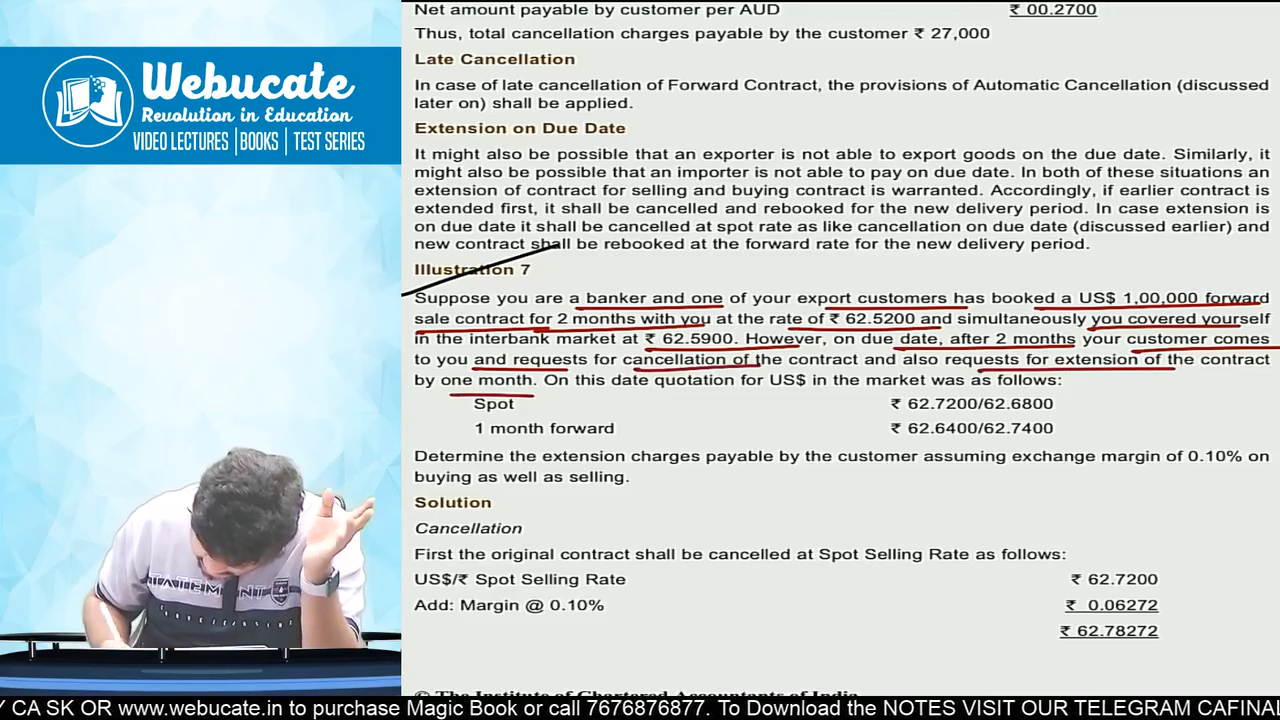 Net amount payable by customer per AUD ₹ 00.2700
Thus, total cancellation charges payable by the customer ₹ 27,000
Late Cancellation
In case of late cancellation of Forward Contract, the provisions of Automatic Cancellation (discussed
later on) shall be applied.
Extension on Due Date
It might also be possible that an exporter is not able to export goods on the due date. Similarly, it
might also be possible that an importer is not able to pay on due date. In both of these situations an
extension of contract for selling and buying contract is warranted. Accordingly, if earlier contract is
extended first, it shall be cancelled and rebooked for the new delivery period. In case extension is
on due date it shall be cancelled at spot rate as like cancellation on due date (discussed earlier) and
new contract shall be rebooked at the forward rate for the new delivery period.
Illustration 7
Suppose you are a banker and one of your export customers has booked a US$ 1,00,000 forward
sale contract for 2 months with you at the rate of ₹ 62.5200 and simultaneously you covered yourself
in the interbank market at ₹ 62.5900. However, on due date, after 2 months your customer comes
to you and requests for cancellation of the contract and also requests for extension of the contract
by one month. On this date quotation for US$ in the market was as follows:
Spot ₹ 62.7200/62.6800
1 month forward ₹ 62.6400/62.7400
Determine the extension charges payable by the customer assuming exchange margin of 0.10% on
buying as well as selling.
Solution
Cancellation
First the original contract shall be cancelled at Spot Selling Rate as follows:
US$/₹ Spot Selling Rate ₹ 62.7200
Add: Margin @ 0.10% ₹ 0.06272
₹ 62.78272
© The Institute of Chartered Accountants of India
Webucate
Revolution in Education
VIDEO LECTURES | BOOKS | TEST SERIES
TATEMENT
Y CA SK OR www.webucate.in to purchase Magic Book or call 7676876877. To Download the NOTES VISIT OUR TELEGRAM CAFINAL